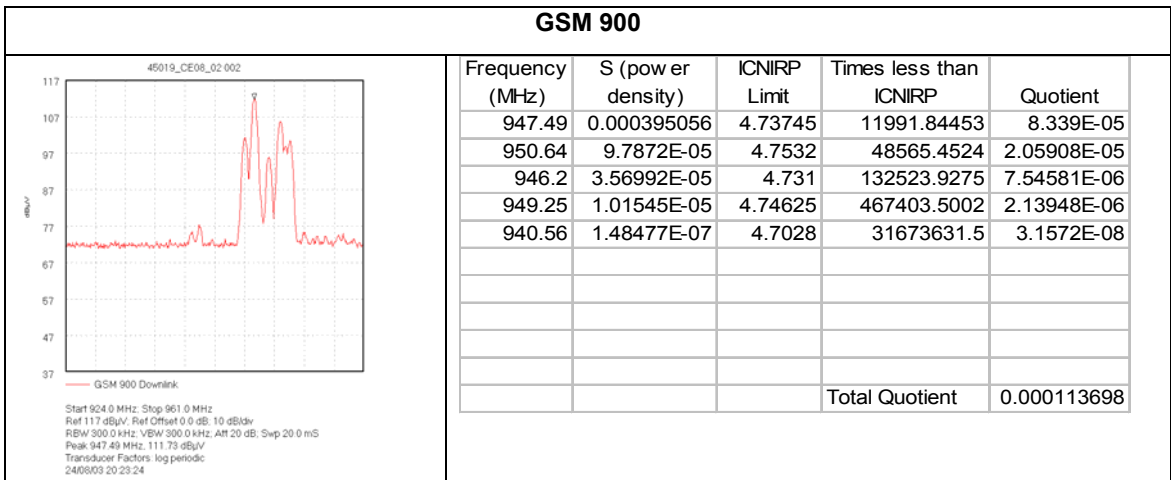 GSM 900
45019_CE08_02 002
117
107
97
87
77
67
57
47
37
dBµV
GSM 900 Downlink
Start 924.0 MHz; Stop 961.0 MHz
Ref 117 dBµV; Ref Offset 0.0 dB; 10 dB/div
RBW 300.0 kHz; VBW 300.0 kHz; Att 20 dB; Swp 20.0 mS
Peak 947.49 MHz, 111.73 dBµV
Transducer Factors: log periodic
24/08/03 20:23:24
Frequency (MHz) S (pow er density) ICNIRP Limit Times less than ICNIRP Quotient
947.49 0.000395056 4.73745 11991.84453 8.339E-05
950.64 9.7872E-05 4.7532 48565.4524 2.05908E-05
946.2 3.56992E-05 4.731 132523.9275 7.54581E-06
949.25 1.01545E-05 4.74625 467403.5002 2.13948E-06
940.56 1.48477E-07 4.7028 31673631.5 3.1572E-08
Total Quotient 0.000113698